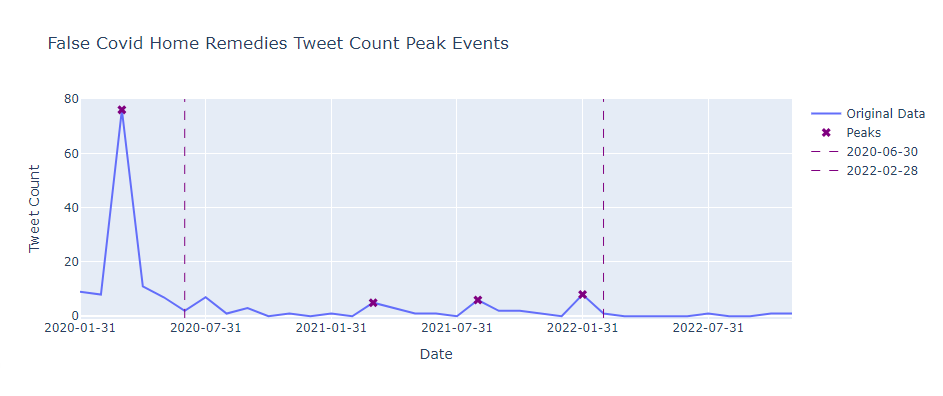 False Covid Home Remedies Tweet Count Peak Events
80
60
40
20
0
Tweet Count
2020-01-31
2020-07-31
2021-01-31
2021-07-31
2022-01-31
2022-07-31
Date
Original Data
Peaks
2020-06-30
2022-02-28